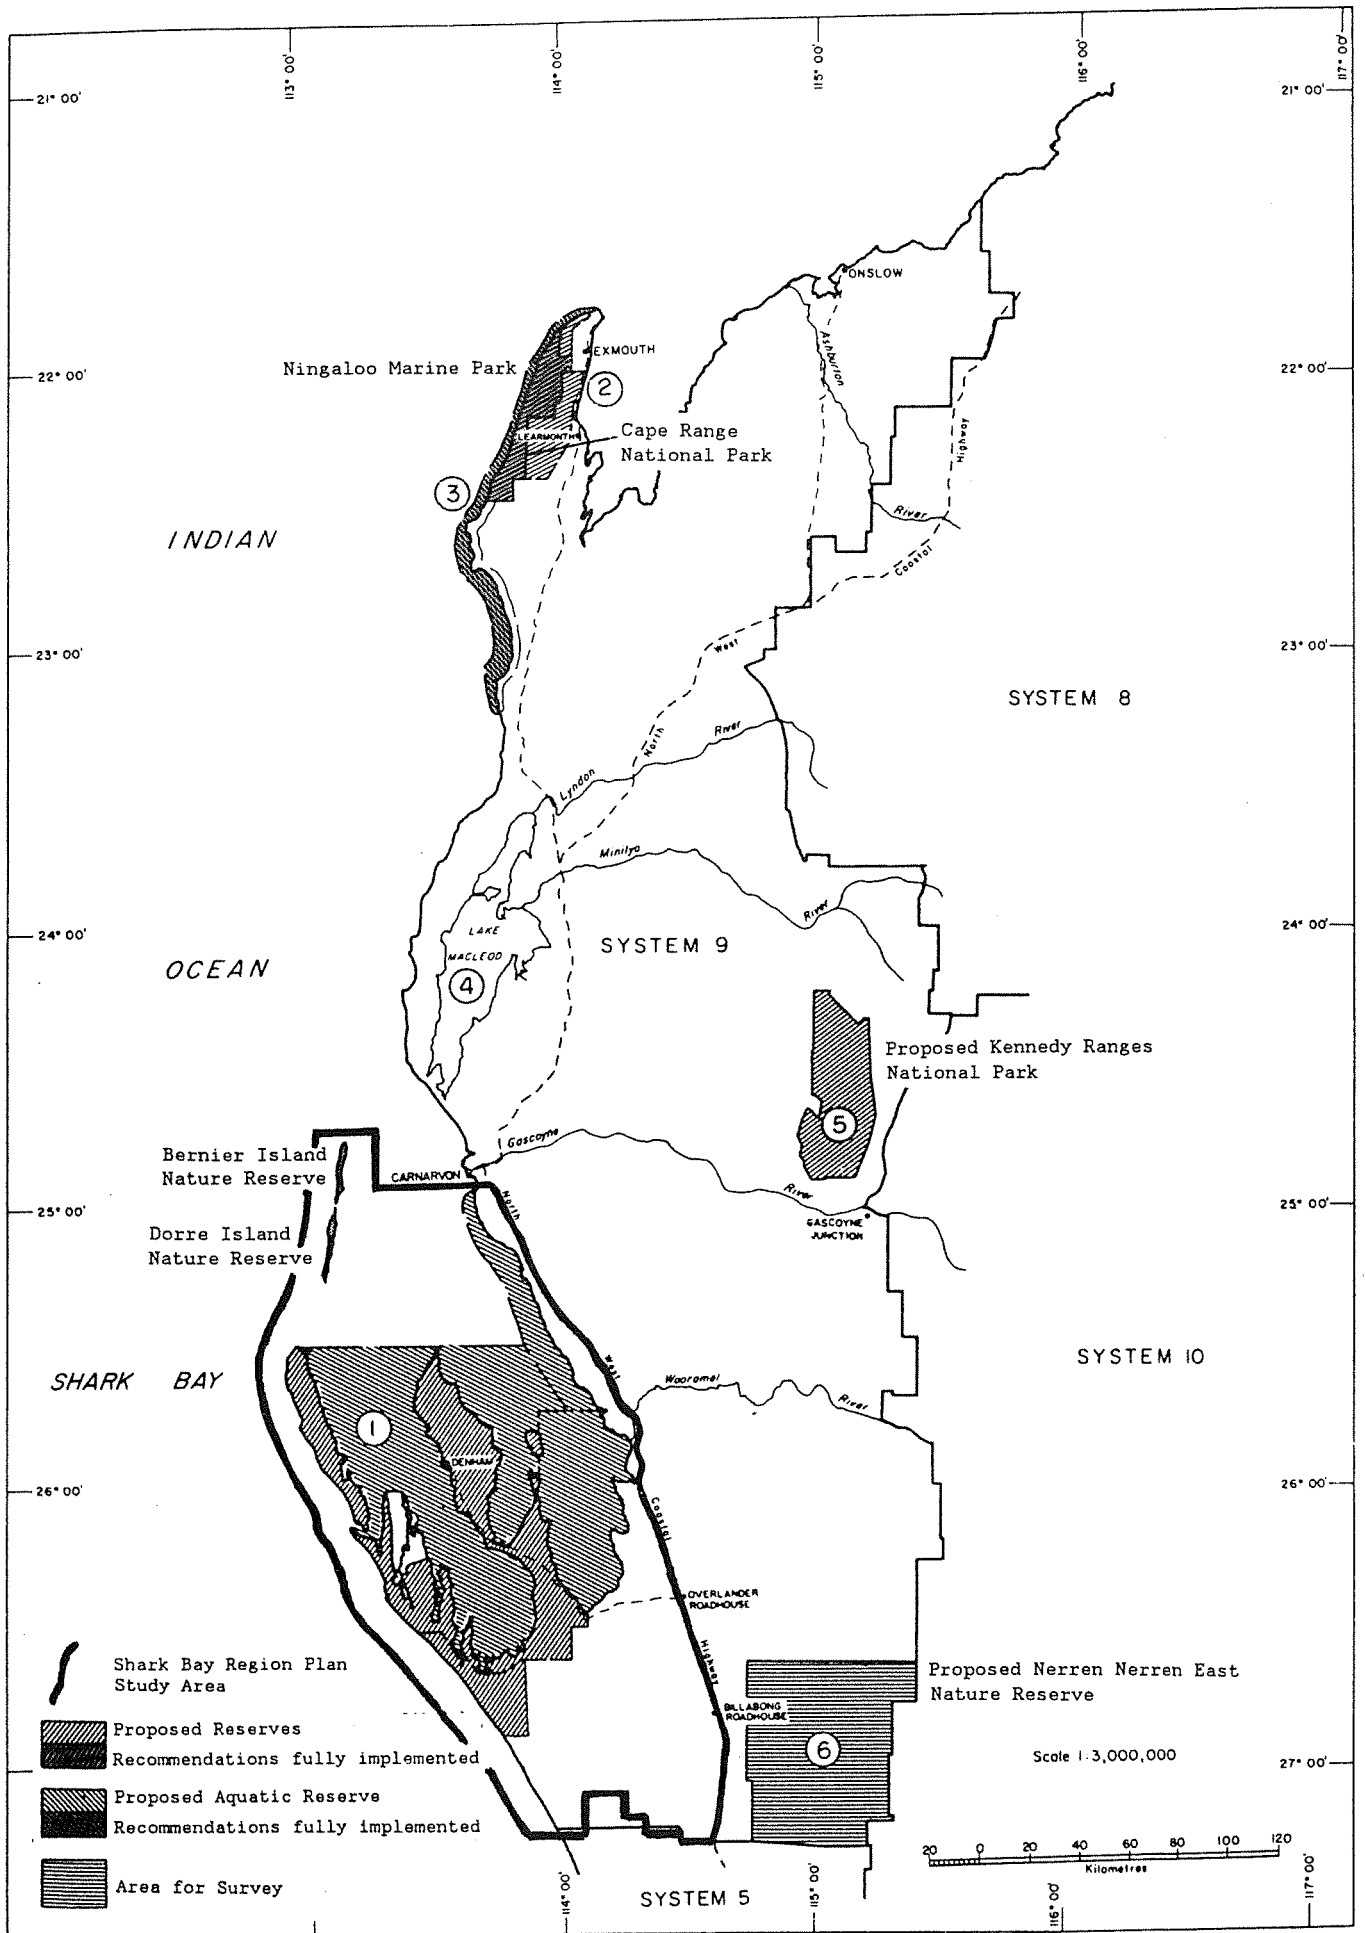 113° 00'
114° 00'
115° 00'
116° 00'
117° 00'
21° 00'
21° 00'
ONSLOW
Ashburton
EXMOUTH
Ningaloo Marine Park
22° 00'
22° 00'
2
LEARMONTH
Cape Range
National Park
Highway
3
River
INDIAN
Coastal
West
23° 00'
23° 00'
SYSTEM 8
River
North
Lyndon
Minilya
River
LAKE
MACLEOD
24° 00'
24° 00'
SYSTEM 9
OCEAN
4
Proposed Kennedy Ranges
National Park
5
Gascoyne
Bernier Island
Nature Reserve
CARNARVON
River
North
25° 00'
25° 00'
GASCOYNE
JUNCTION
Dorre Island
Nature Reserve
SYSTEM 10
West
Wooramel
River
SHARK BAY
1
DENHAM
26° 00'
26° 00'
Coastal
OVERLANDER
ROADHOUSE
Highway
Shark Bay Region Plan
Study Area
Proposed Nerren Nerren East
Nature Reserve
BILLABONG
ROADHOUSE
Proposed Reserves
Recommendations fully implemented
6
Scale 1:3,000,000
27° 00'
Proposed Aquatic Reserve
Recommendations fully implemented
20 0 20 40 60 80 100 120
Kilometres
Area for Survey
SYSTEM 5
114° 00'
115° 00'
116° 00'
117° 00'